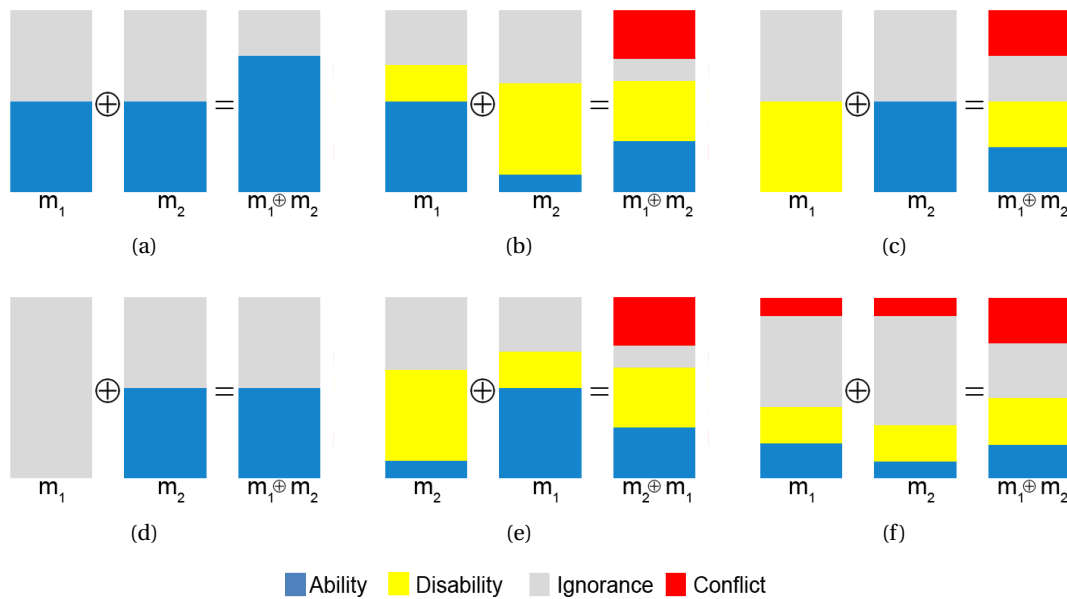 m1 ⊕ m2 = m1⊕m2
(a)
m1 ⊕ m2 = m1⊕m2
(b)
m1 ⊕ m2 = m1⊕m2
(c)
m1 ⊕ m2 = m1⊕m2
(d)
m2 ⊕ m1 = m2⊕m1
(e)
m1 ⊕ m2 = m1⊕m2
(f)
Ability Disability Ignorance Conflict